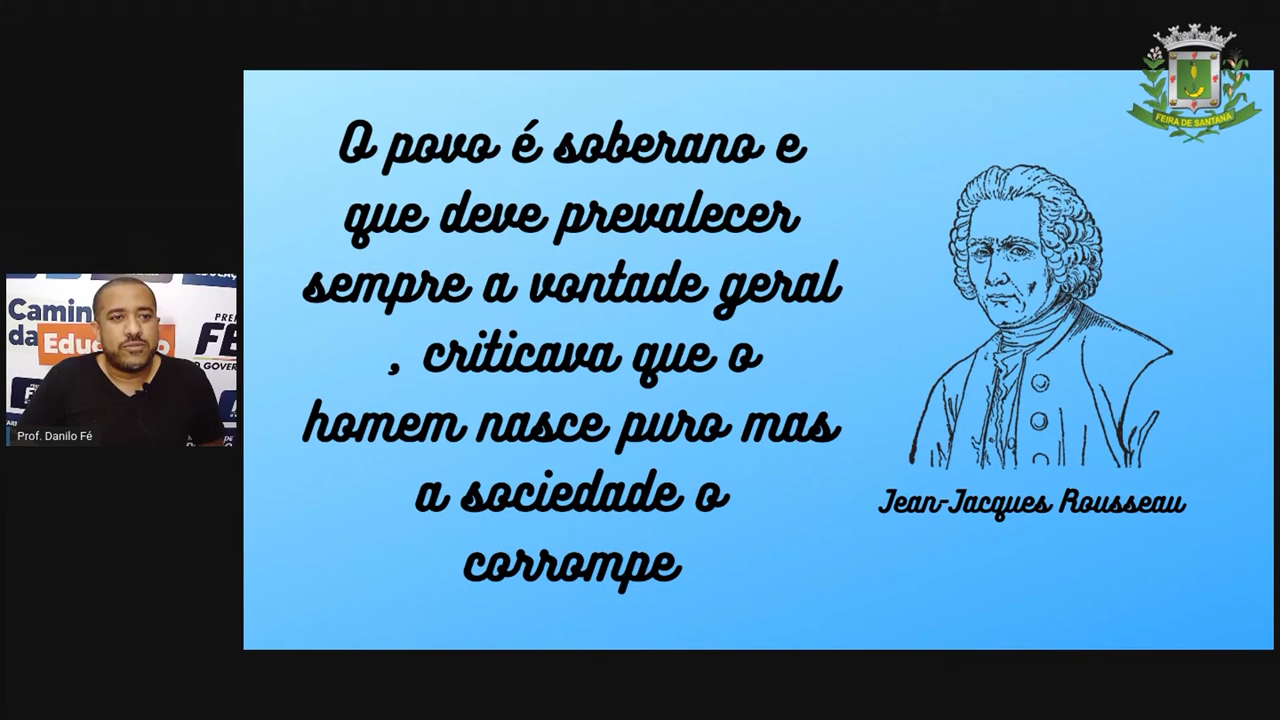 FEIRA DE SANTANA
O povo é soberano e
que deve prevalecer
sempre a vontade geral
, criticava que o
homem nasce puro mas
a sociedade o
corrompe
Jean-Jacques Rousseau
Prof. Danilo Fé